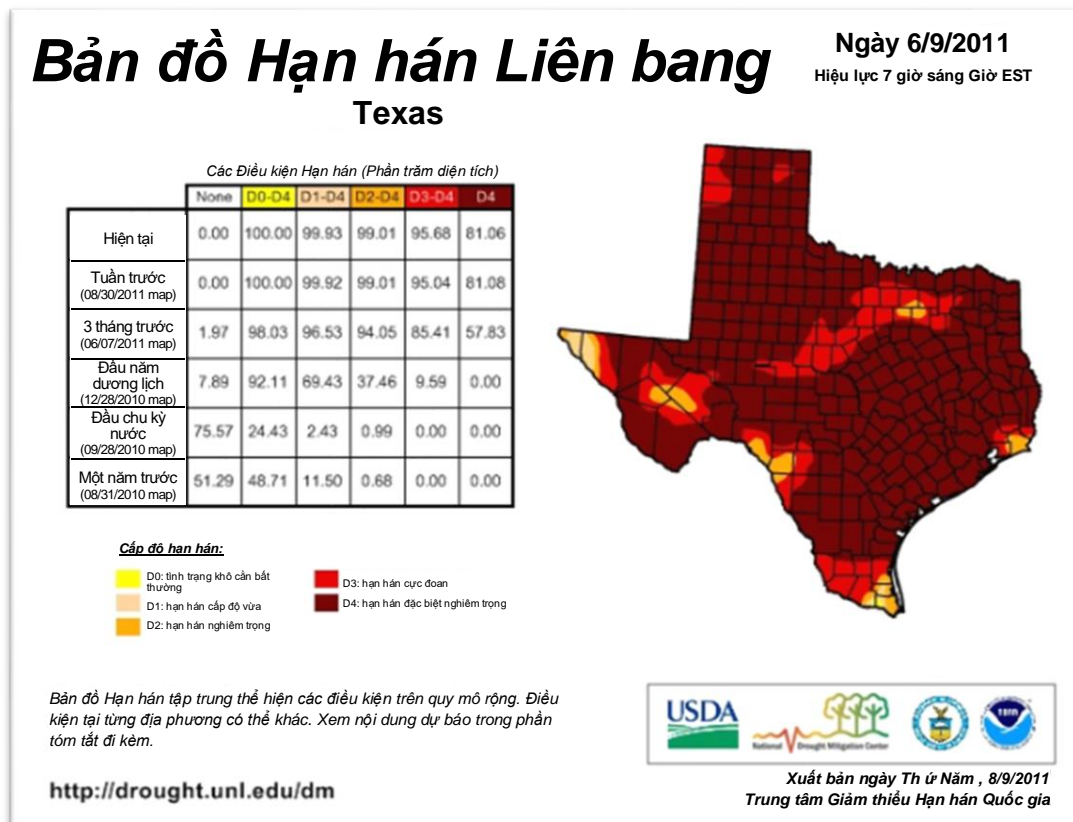 Bản đồ Hạn hán Liên bang
Texas
Ngày 6/9/2011
Hiệu lực 7 giờ sáng Giờ EST
Các Điều kiện Hạn hán (Phần trăm diện tích)
None D0-D4 D1-D4 D2-D4 D3-D4 D4
Hiện tại 0.00 100.00 99.93 99.01 95.68 81.06
Tuần trước
(08/30/2011 map) 0.00 100.00 99.92 99.01 95.04 81.08
3 tháng trước
(06/07/2011 map) 1.97 98.03 96.53 94.05 85.41 57.83
Đầu năm
dương lịch
(12/28/2010 map) 7.89 92.11 69.43 37.46 9.59 0.00
Đầu chu kỳ
nước
(09/28/2010 map) 75.57 24.43 2.43 0.99 0.00 0.00
Một năm trước
(08/31/2010 map) 51.29 48.71 11.50 0.68 0.00 0.00
Cấp đô han hán:
D0: tình trạng khô cằn bất
thường
D1: hạn hán cấp độ vừa
D2: hạn hán nghiêm trọng
D3: hạn hán cực đoan
D4: hạn hán đặc biệt nghiêm trọng
Bản đồ Hạn hán tập trung thể hiện các điều kiện trên quy mô rộng. Điều
kiện tại từng địa phương có thể khác. Xem nội dung dự báo trong phần
tóm tắt đi kèm.
http://drought.unl.edu/dm
USDA
National Drought Mitigation Center
Xuất bản ngày Th ứ Năm , 8/9/2011
Trung tâm Giảm thiểu Hạn hán Quốc gia